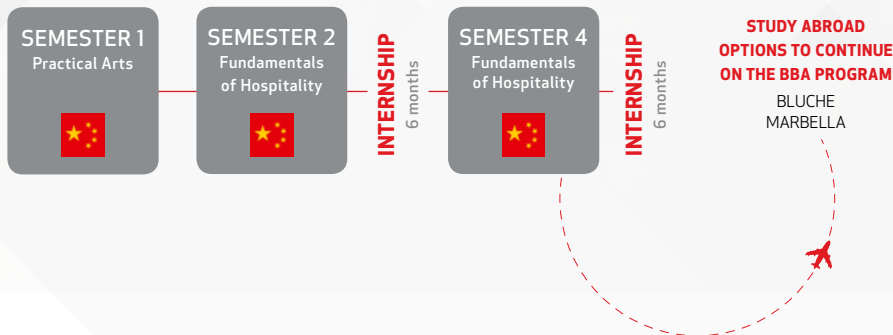 SEMESTER 1
Practical Arts
SEMESTER 2
Fundamentals
of Hospitality
INTERNSHIP
6 months
SEMESTER 4
Fundamentals
of Hospitality
INTERNSHIP
6 months
STUDY ABROAD
OPTIONS TO CONTINUE
ON THE BBA PROGRAM
BLUCHE
MARBELLA